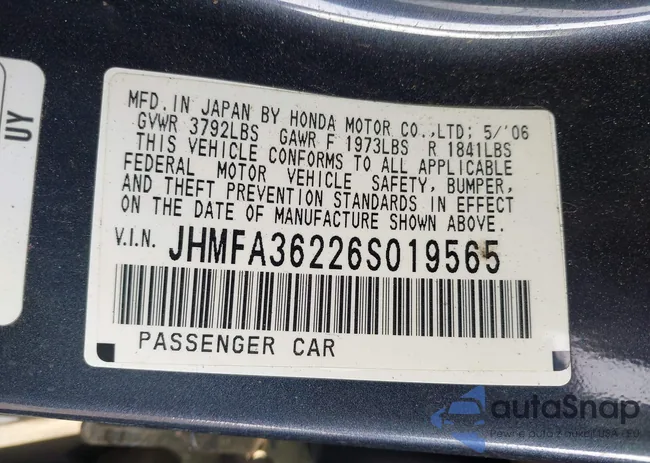 UY
MFD. IN JAPAN BY HONDA MOTOR CO.,LTD: 5/'06
GVWR 3792LBS GAWR F 1973LBS R 1841LBS
THIS VEHICLE CONFORMS TO ALL APPLICABLE
FEDERAL MOTOR VEHICLE SAFETY, BUMPER,
AND THEFT PREVENTION STANDARDS IN EFFECT
ON THE DATE OF MANUFACTURE SHOWN ABOVE.
V.I.N. JHMFA36226S019565
PASSENGER CAR
autoSnap